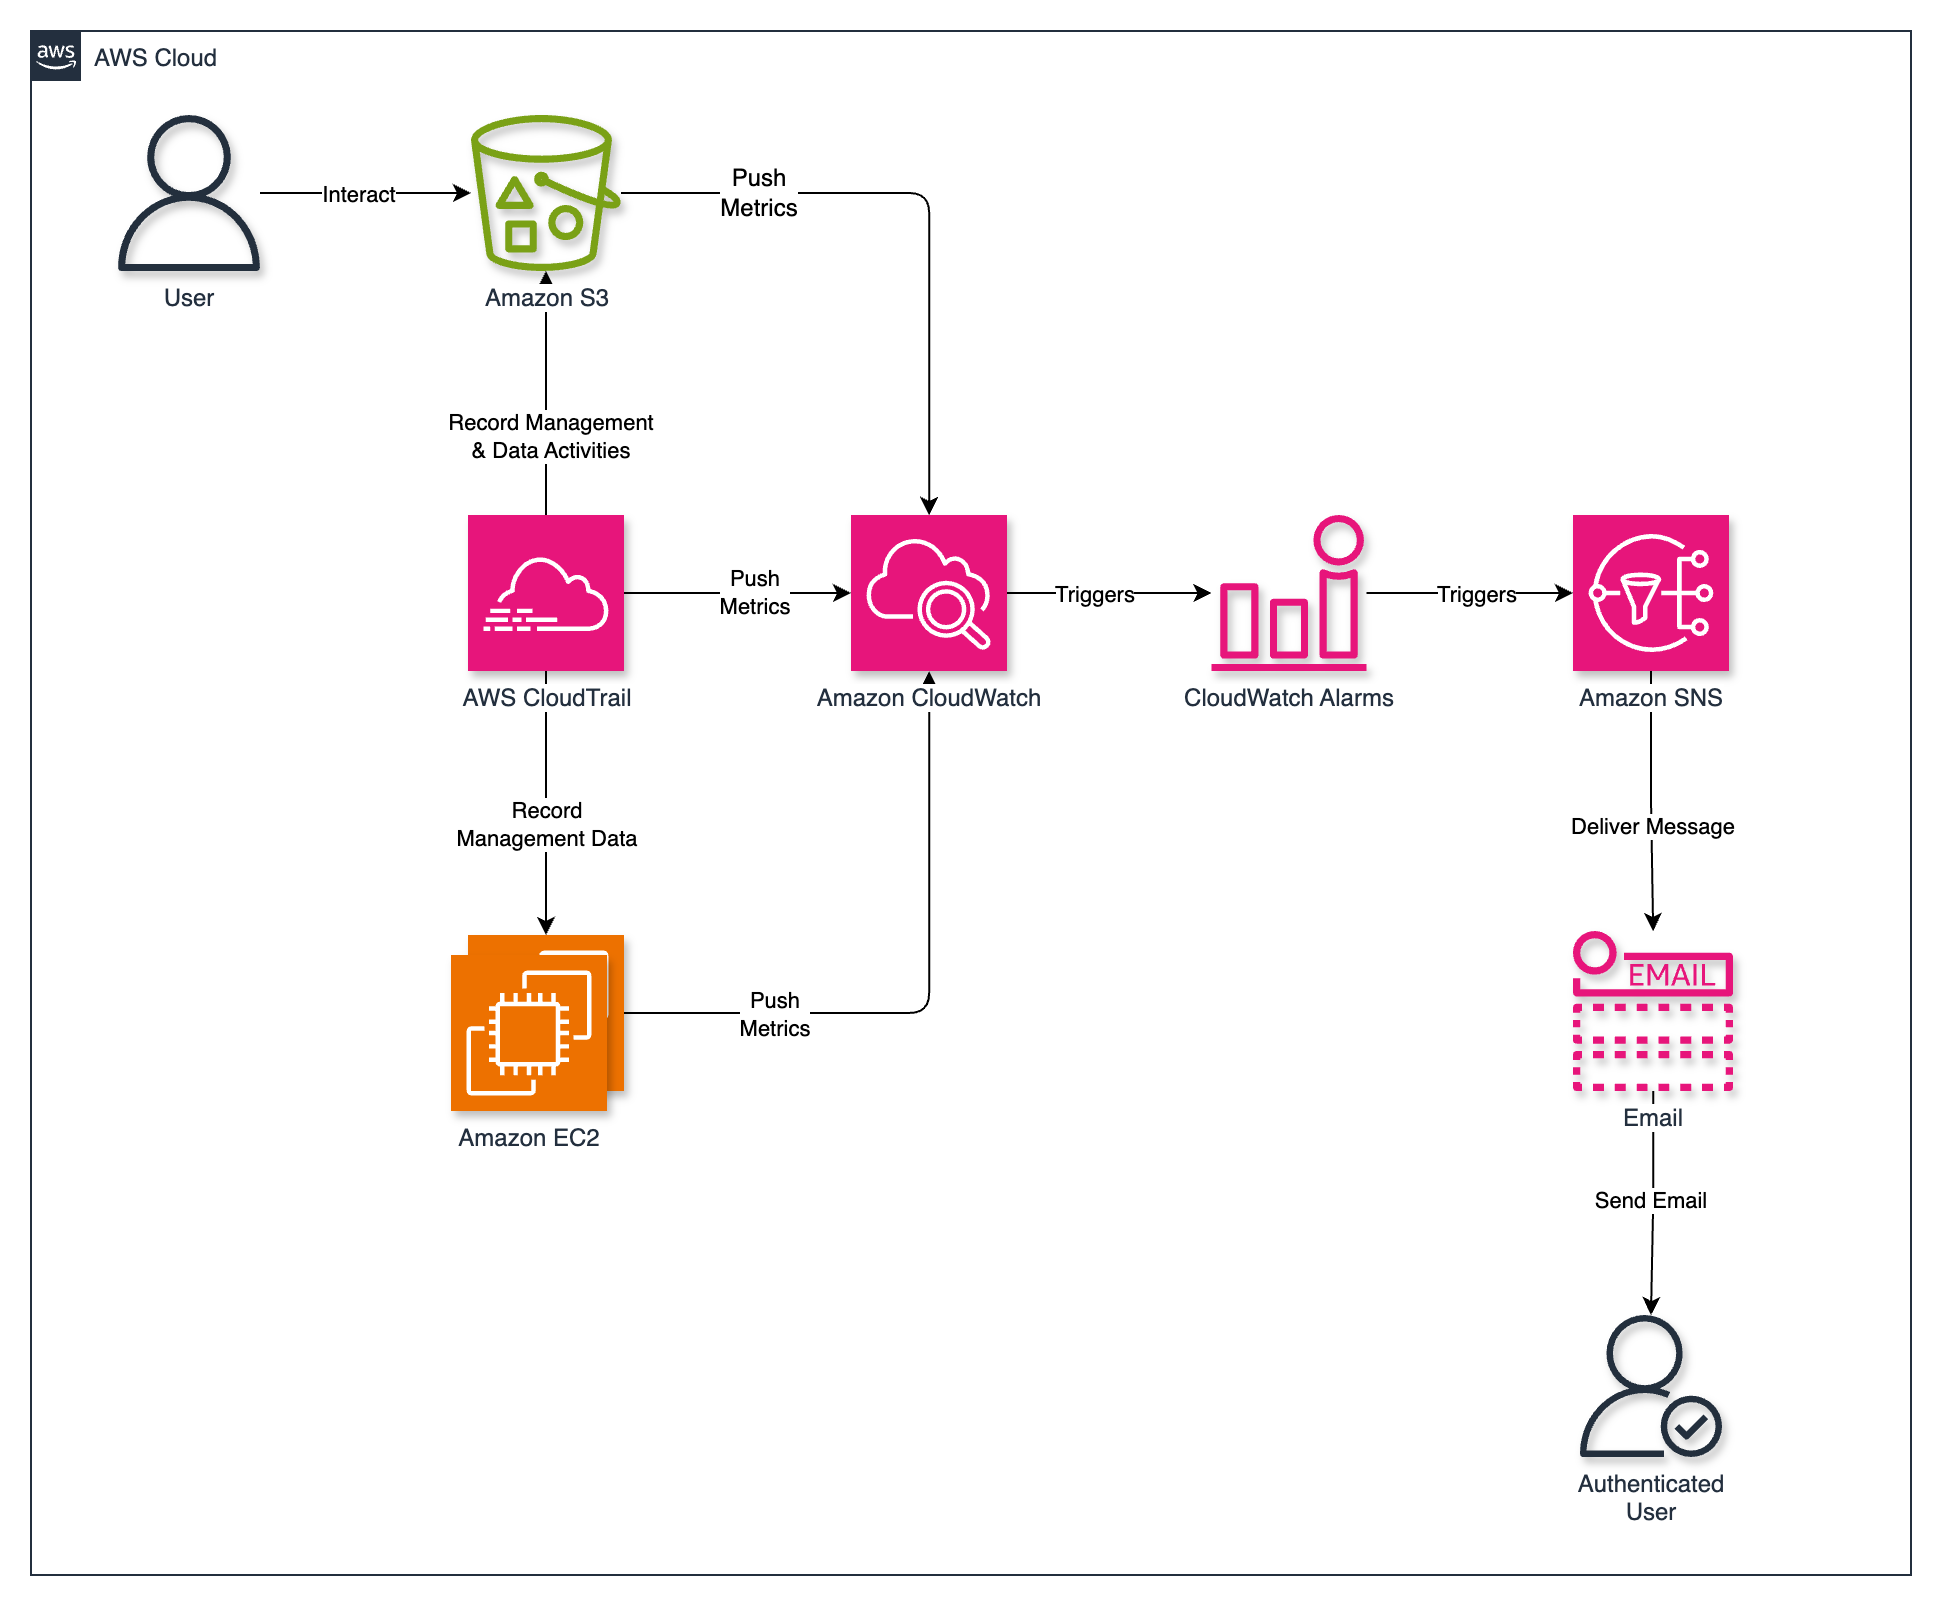 aws
AWS Cloud
Interact
Push
Metrics
User
Amazon S3
Record Management
& Data Activities
Push
Metrics
Triggers
Triggers
AWS CloudTrail
Amazon CloudWatch
CloudWatch Alarms
Amazon SNS
Record
Management Data
Deliver Message
EMAIL
Push
Metrics
Email
Amazon EC2
Send Email
Authenticated
User